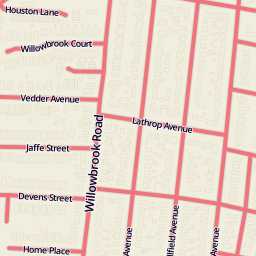 Houston Lane
Willowbrook Court
Vedder Avenue
Lathrop Avenue
Willowbrook Road
Jaffe Street
Devens Street
Home Place
Avenue
Avenue